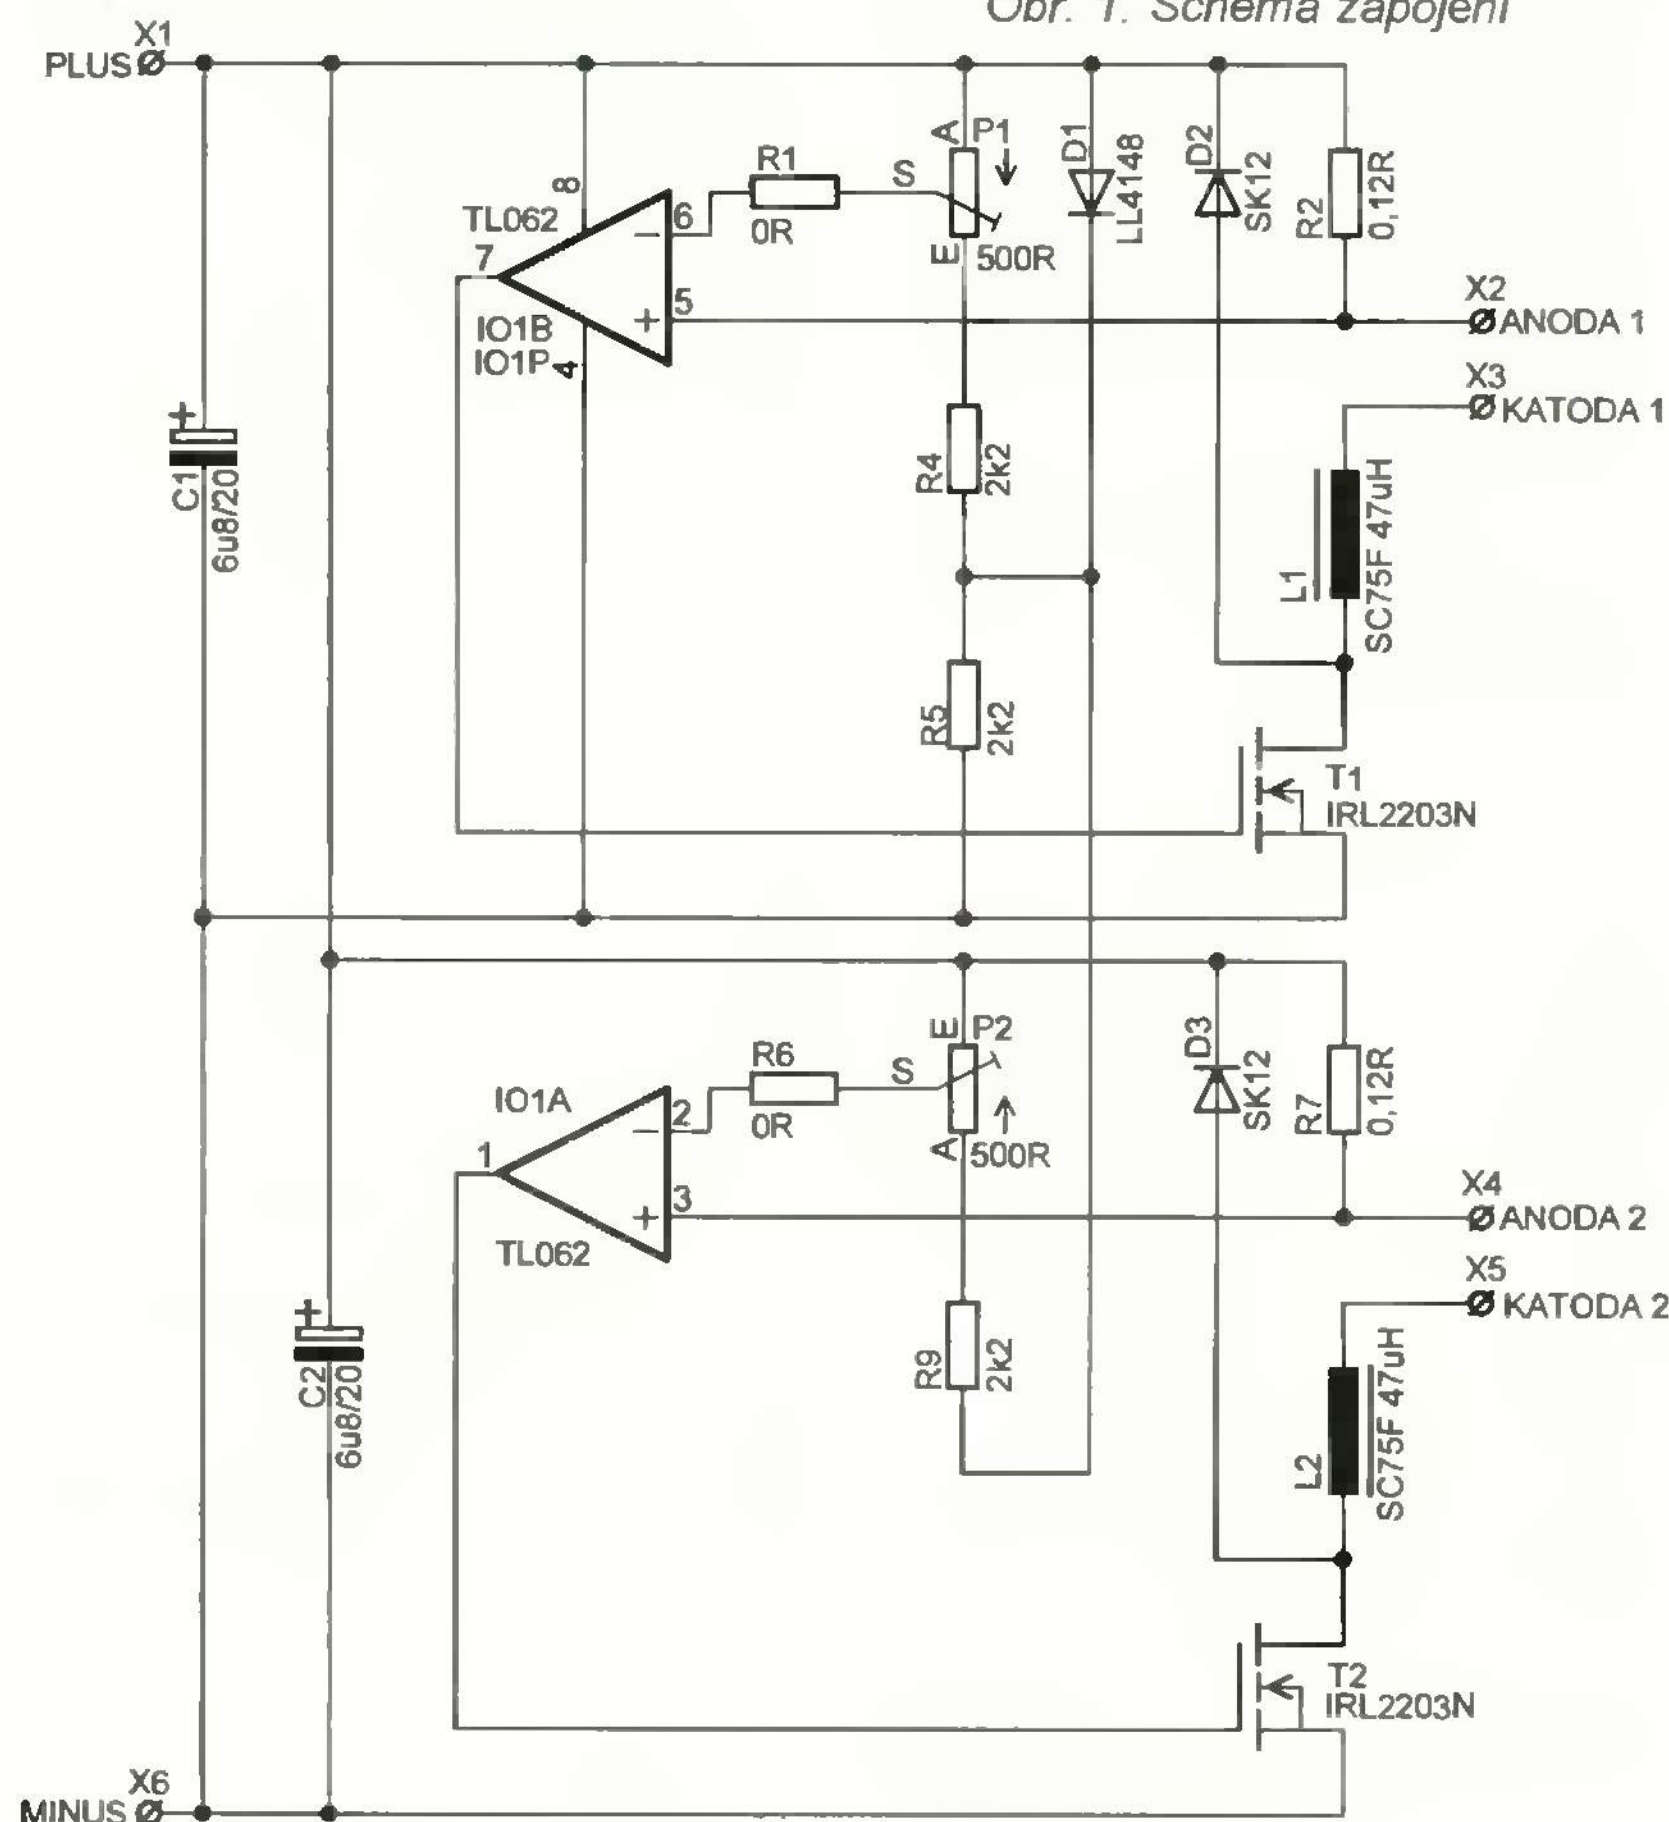 Obr. 1. Schema zapojení
X1
PLUS
A
P1
D1
LL4148
D2
SK12
R2
0,12R
R1
0R
S
E
500R
8
TL062
7
6
5
−
+
IO1B
IO1P
4
X2
ANODA 1
X3
KATODA 1
+
C1
6u8/20
R4
2k2
L1
SC75F 47uH
R5
2k2
T1
IRL2203N
E
P2
R6
0R
S
A
500R
D3
SK12
R7
0,12R
IO1A
1
2
3
−
+
TL062
X4
ANODA 2
X5
KATODA 2
+
C2
6u8/20
R9
2k2
L2
SC75F 47uH
T2
IRL2203N
X6
MINUS